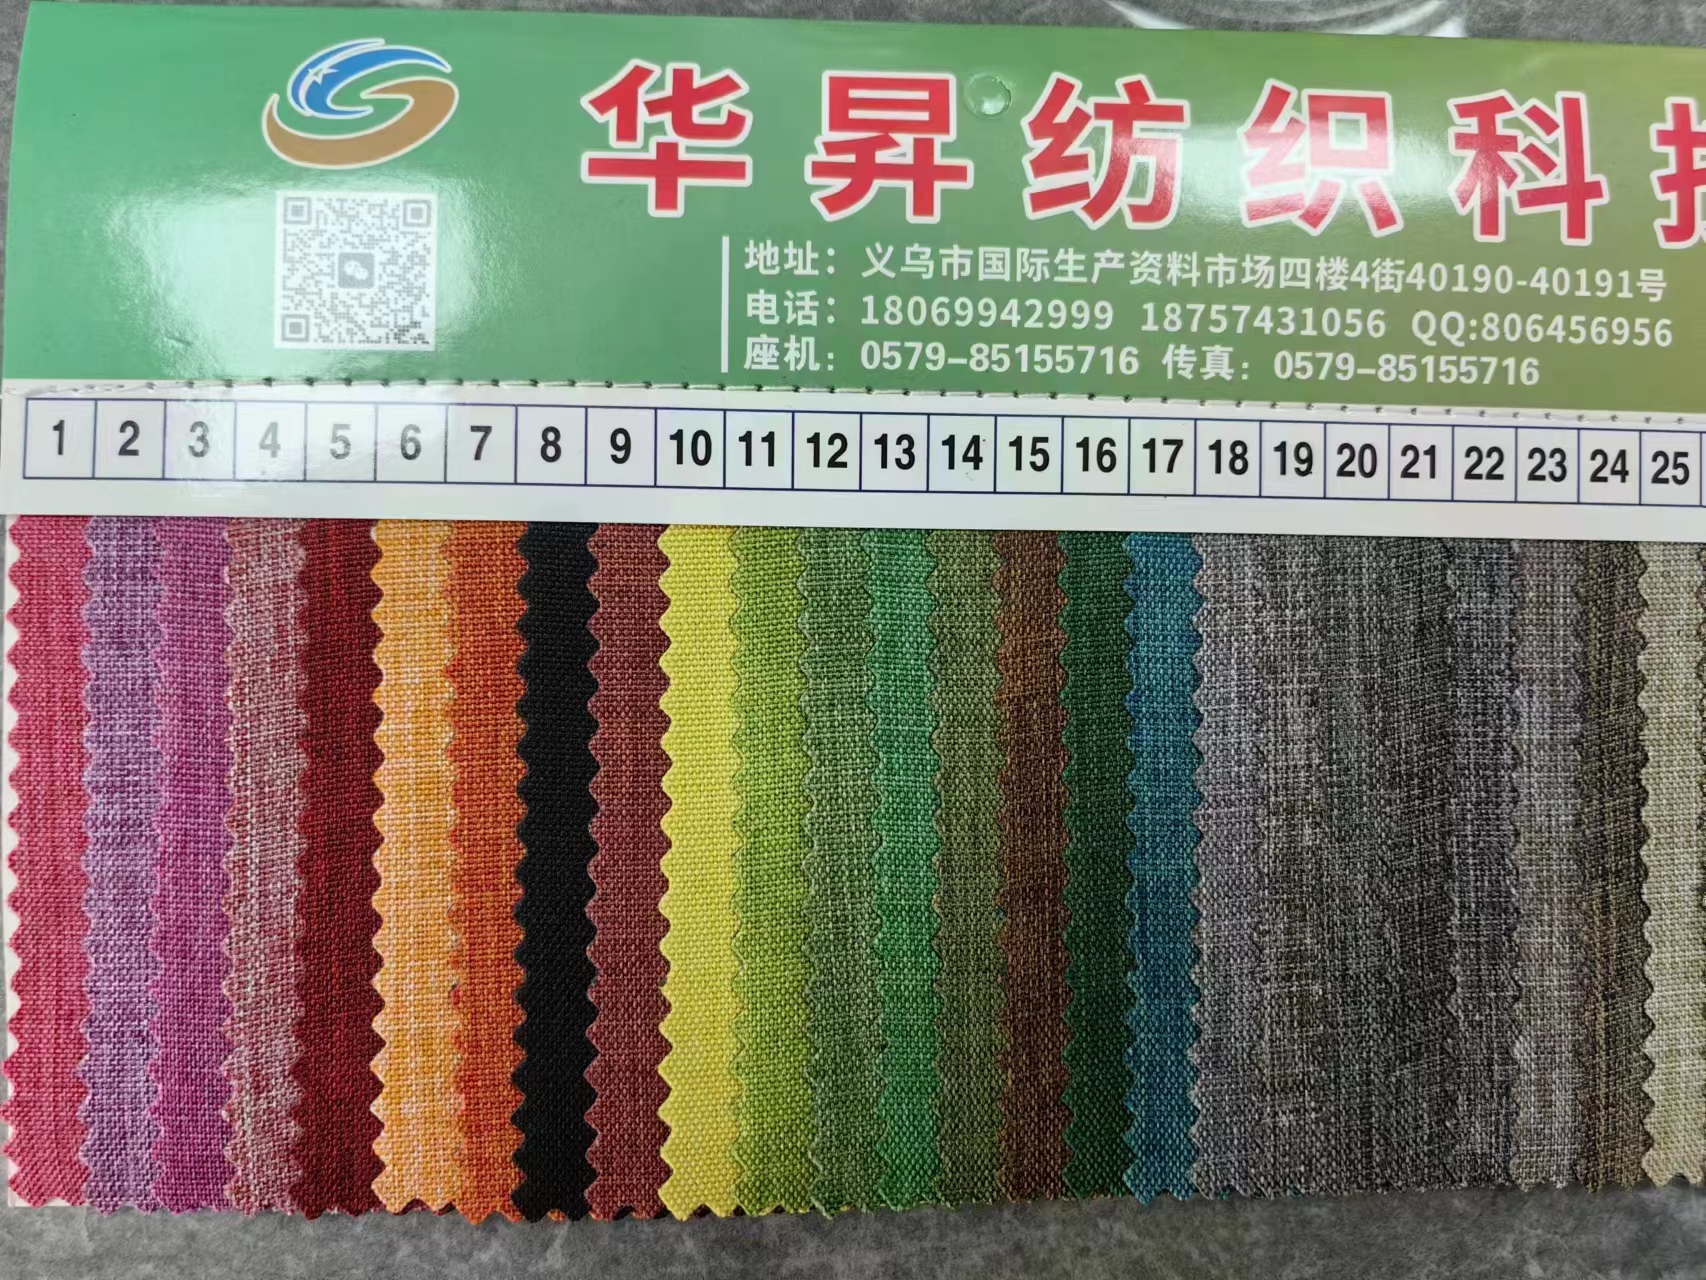 华昇纺织科技
地址：义乌市国际生产资料市场四楼4街40190-40191号
电话：18069942999 18757431056 QQ:806456956
座机：0579-85155716 传真：0579-85155716
1 2 3 4 5 6 7 8 9 10 11 12 13 14 15 16 17 18 19 20 21 22 23 24 25